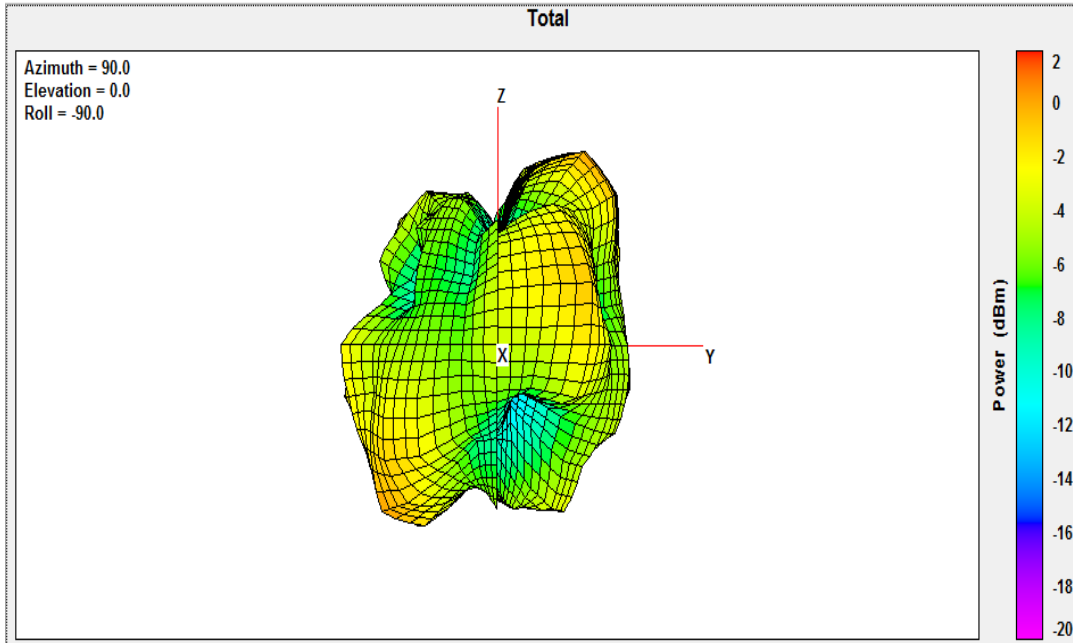 Total
Azimuth = 90.0
Elevation = 0.0
Roll = -90.0
Z
X
Y
2
0
-2
-4
-6
-8
-10
-12
-14
-16
-18
-20
Power (dBm)